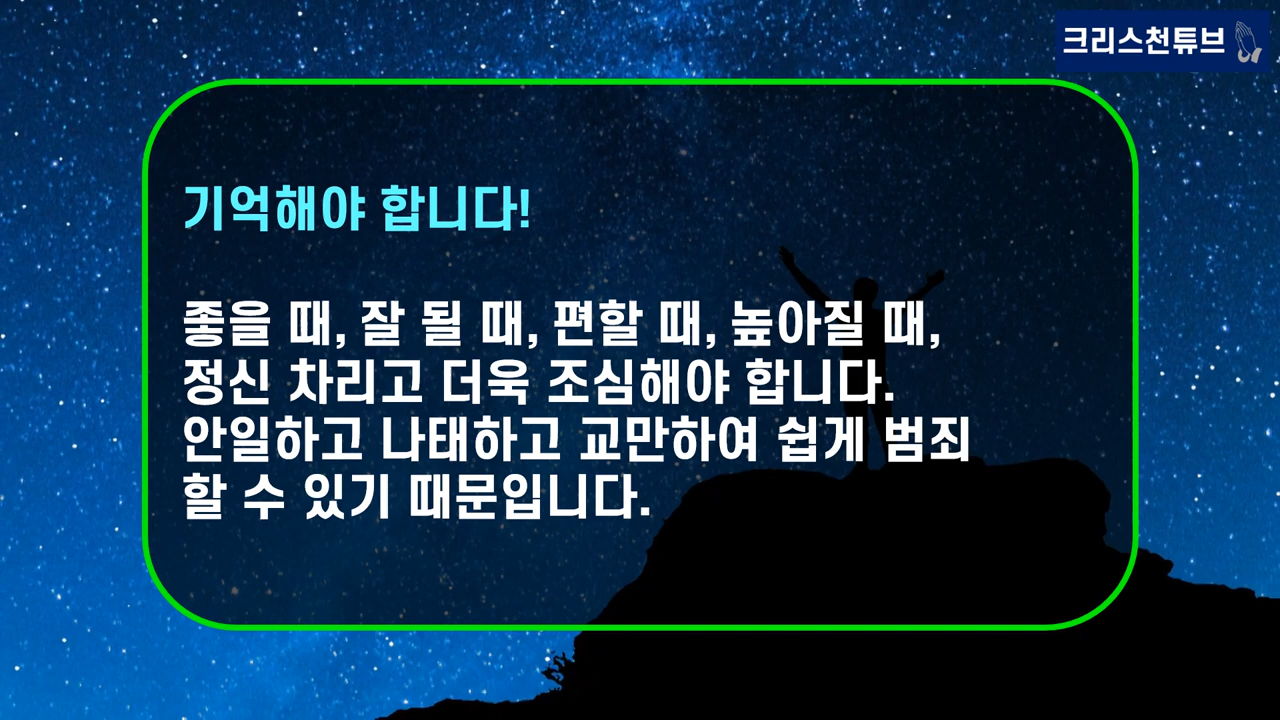 크리스천튜브
기억해야 합니다!
좋을 때, 잘 될 때, 편할 때, 높아질 때,
정신 차리고 더욱 조심해야 합니다.
안일하고 나태하고 교만하여 쉽게 범죄
할 수 있기 때문입니다.